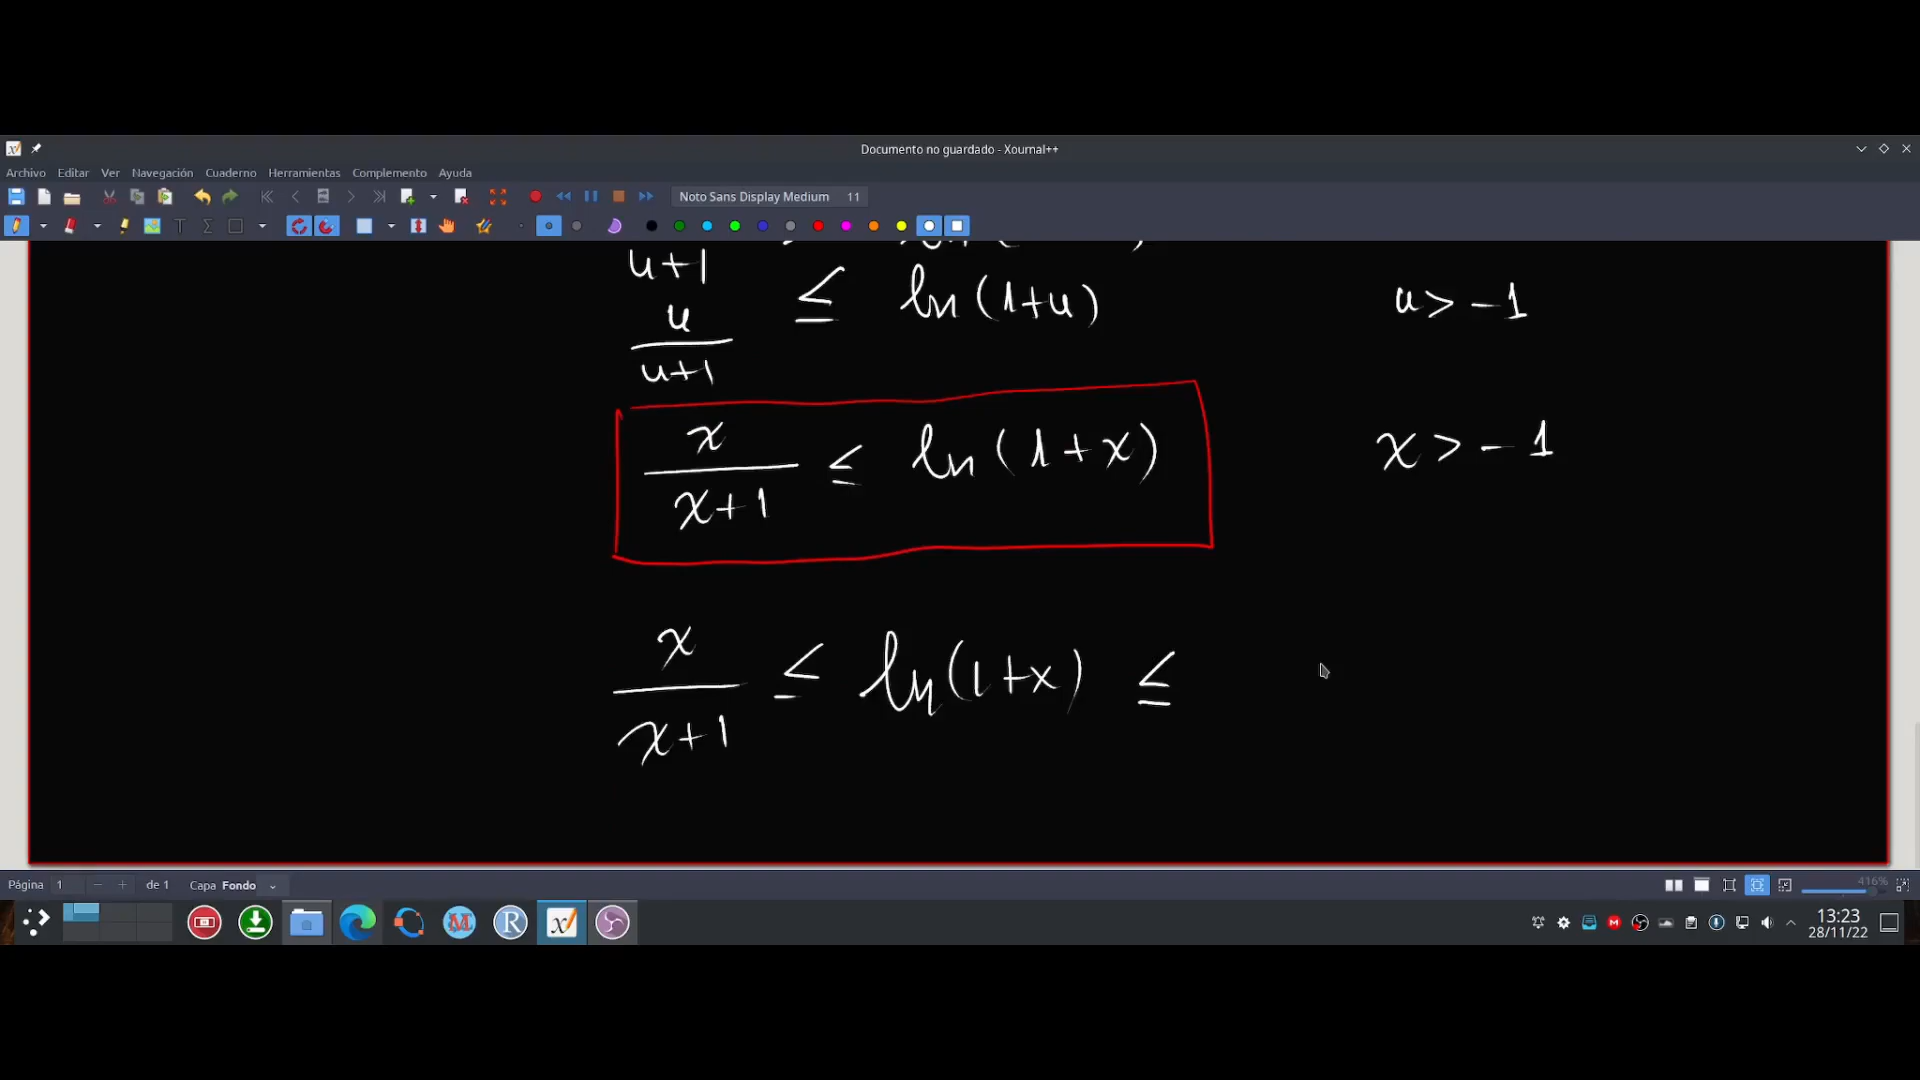 Documento no guardado - Xournal++
Archivo Editar Ver Navegación Cuaderno Herramientas Complemento Ayuda
Noto Sans Display Medium 11
u+1
u/(u+1) ≤ ln(1+u) u > -1
x/(x+1) ≤ ln(1+x) x > -1
x/(x+1) ≤ ln(1+x) ≤
Página 1 de 1 Capa Fondo 416%
13:23
28/11/22